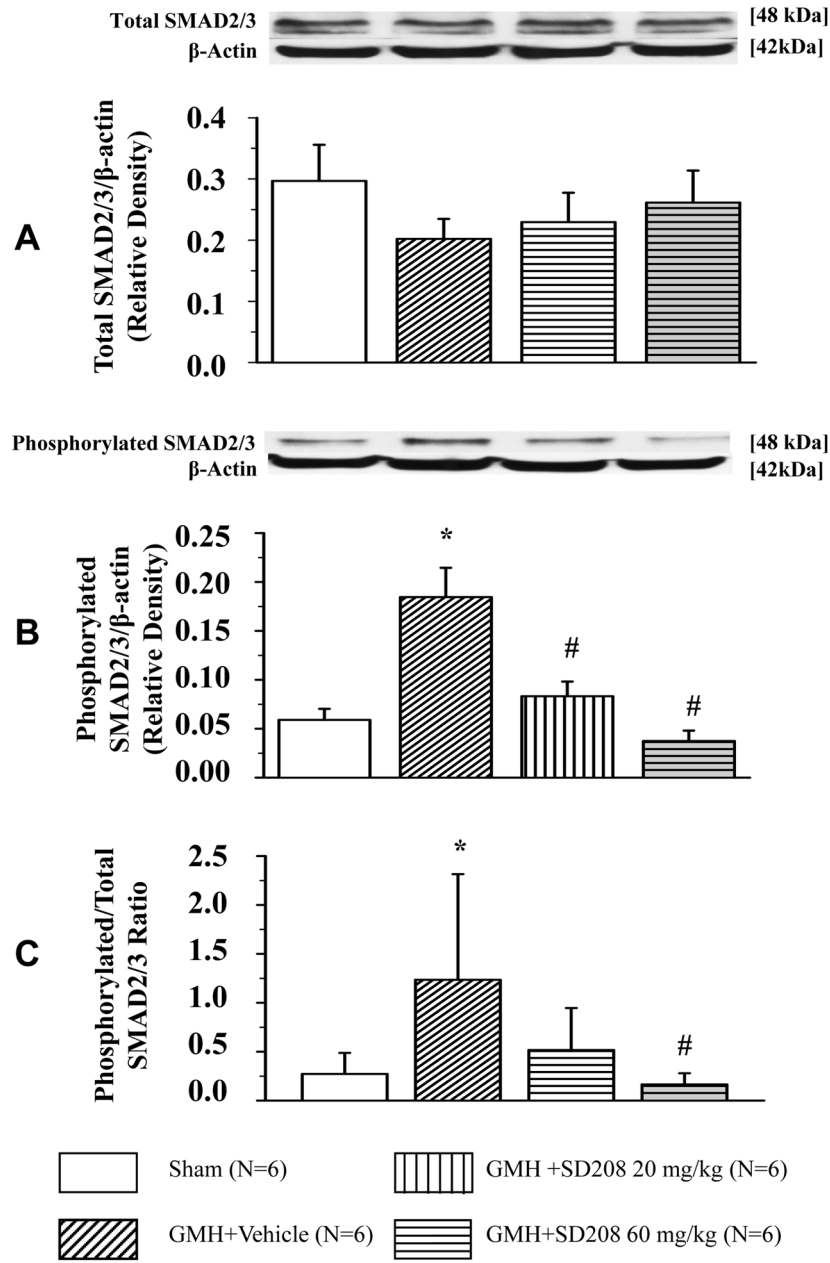 Total SMAD2/3 [48 kDa]
β-Actin [42kDa]
A
Total SMAD2/3/β-actin
(Relative Density)
0.4
0.3
0.2
0.1
0.0
Phosphorylated SMAD2/3 [48 kDa]
β-Actin [42kDa]
B
Phosphorylated
SMAD2/3/β-actin
(Relative Density)
0.25
0.20
0.15
0.10
0.05
0.00
*
#
#
C
Phosphorylated/Total
SMAD2/3 Ratio
2.5
2.0
1.5
1.0
0.5
0.0
*
#
Sham (N=6)
GMH +SD208 20 mg/kg (N=6)
GMH+Vehicle (N=6)
GMH+SD208 60 mg/kg (N=6)